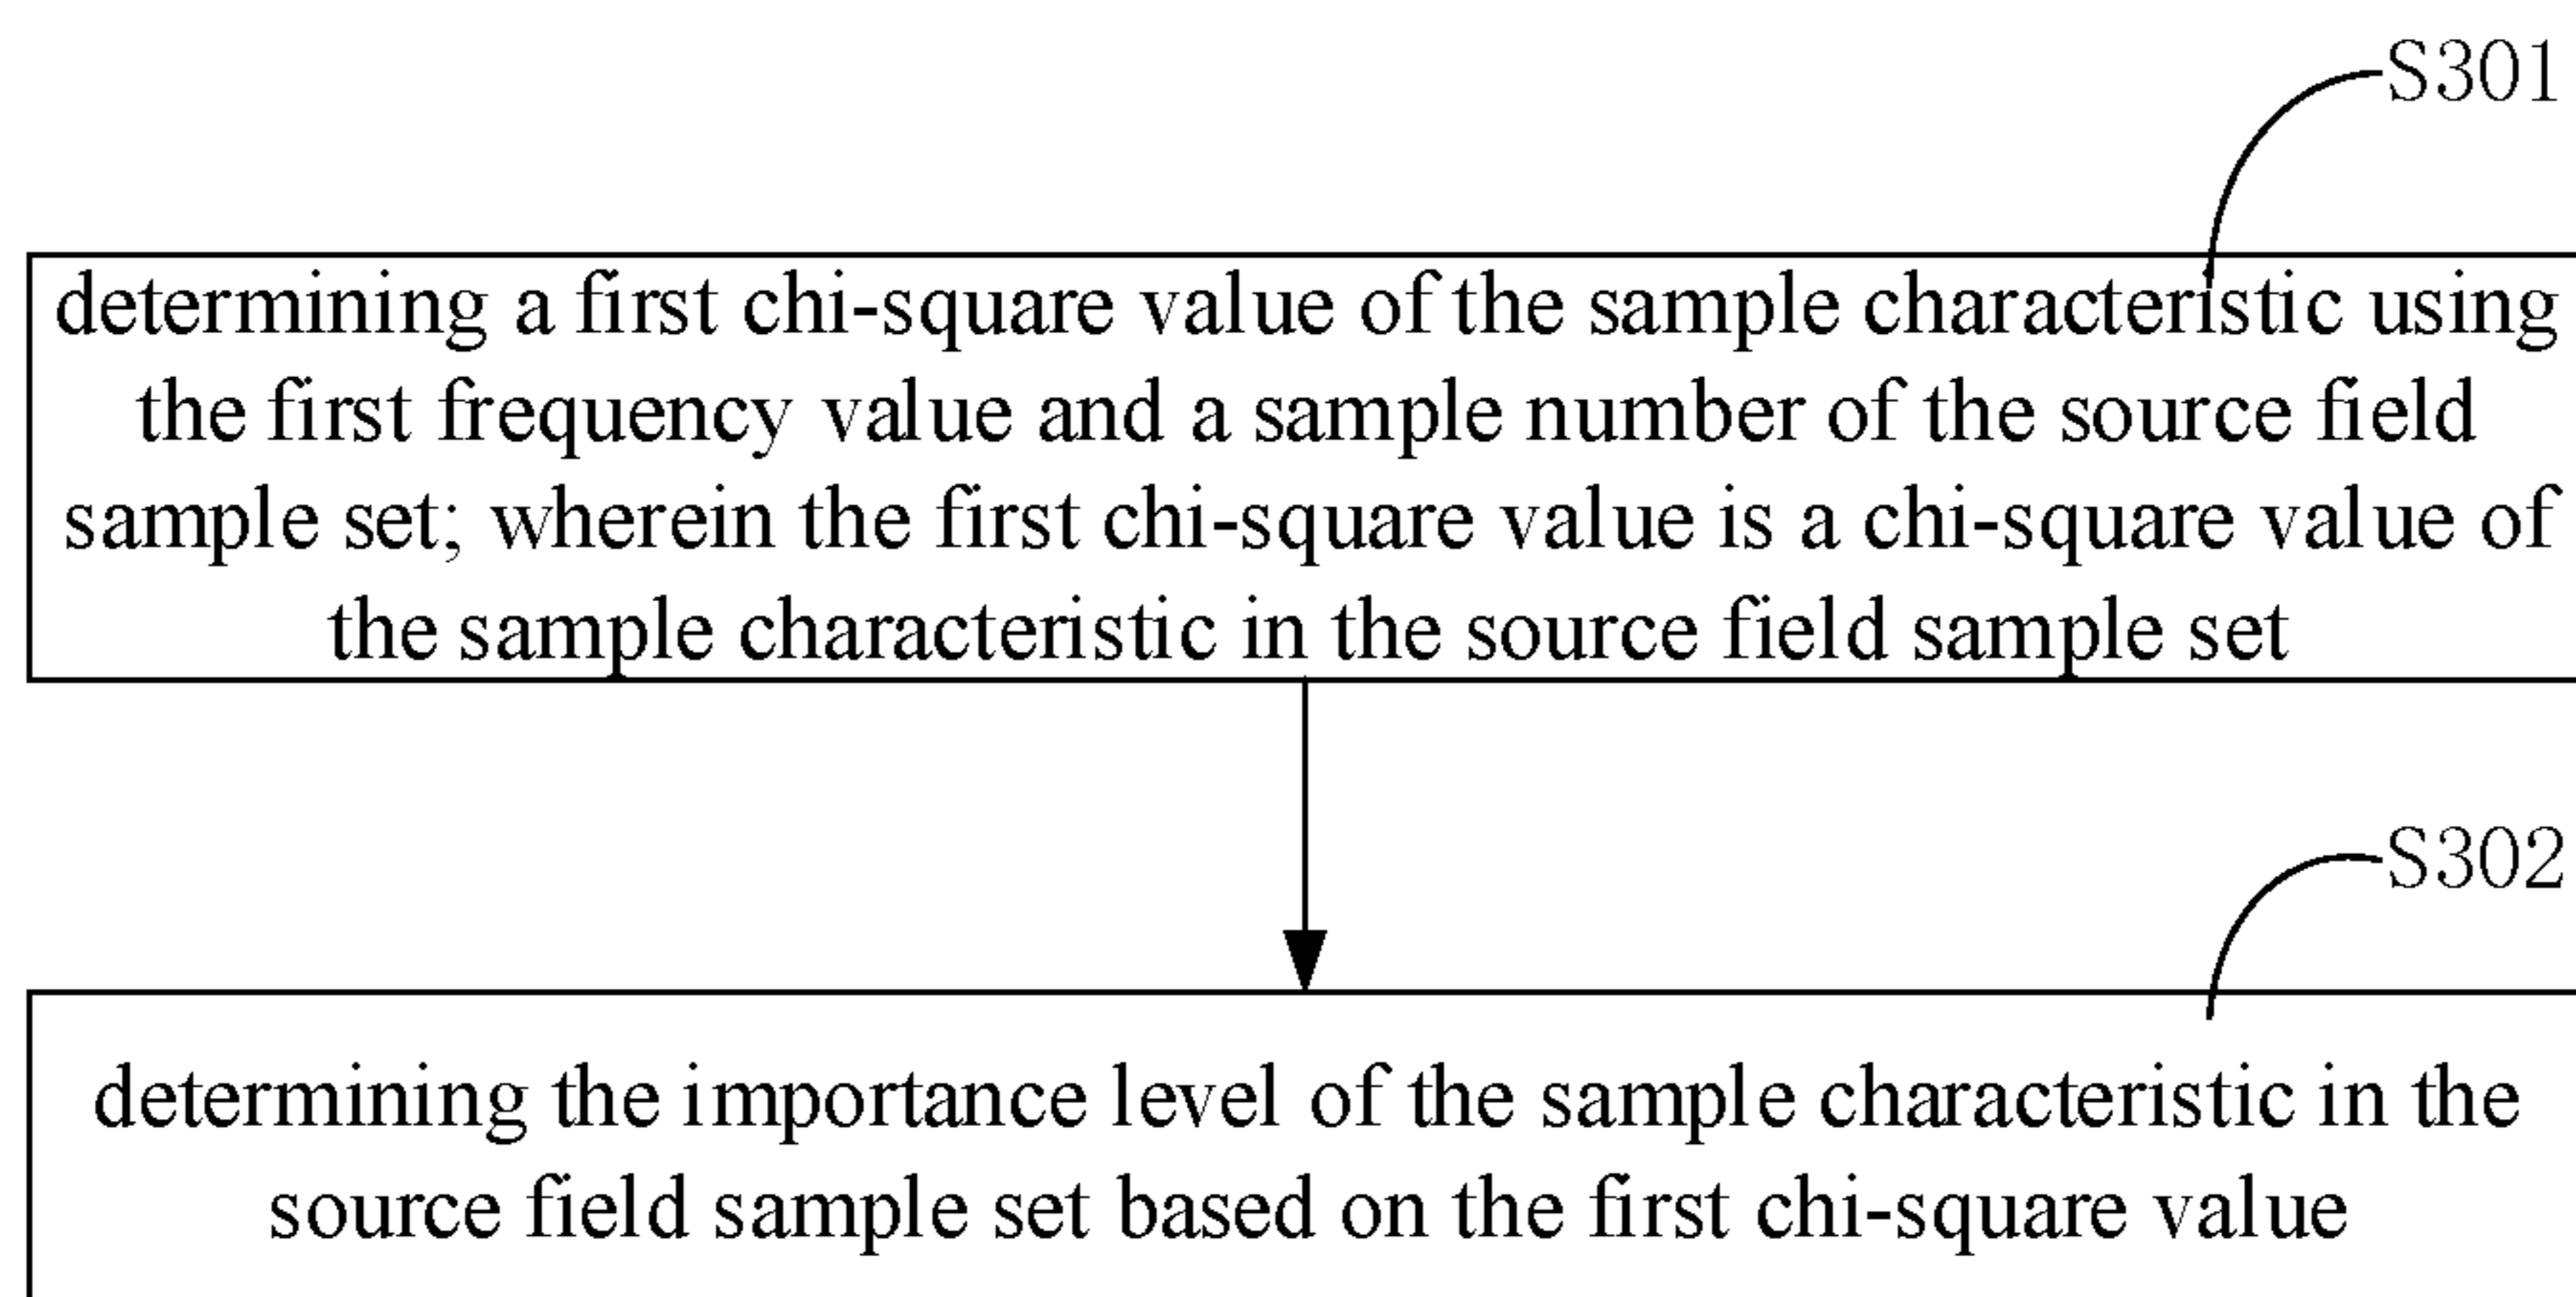 S301
determining a first chi-square value of the sample characteristic using
the first frequency value and a sample number of the source field
sample set; wherein the first chi-square value is a chi-square value of
the sample characteristic in the source field sample set
S302
determining the importance level of the sample characteristic in the
source field sample set based on the first chi-square value